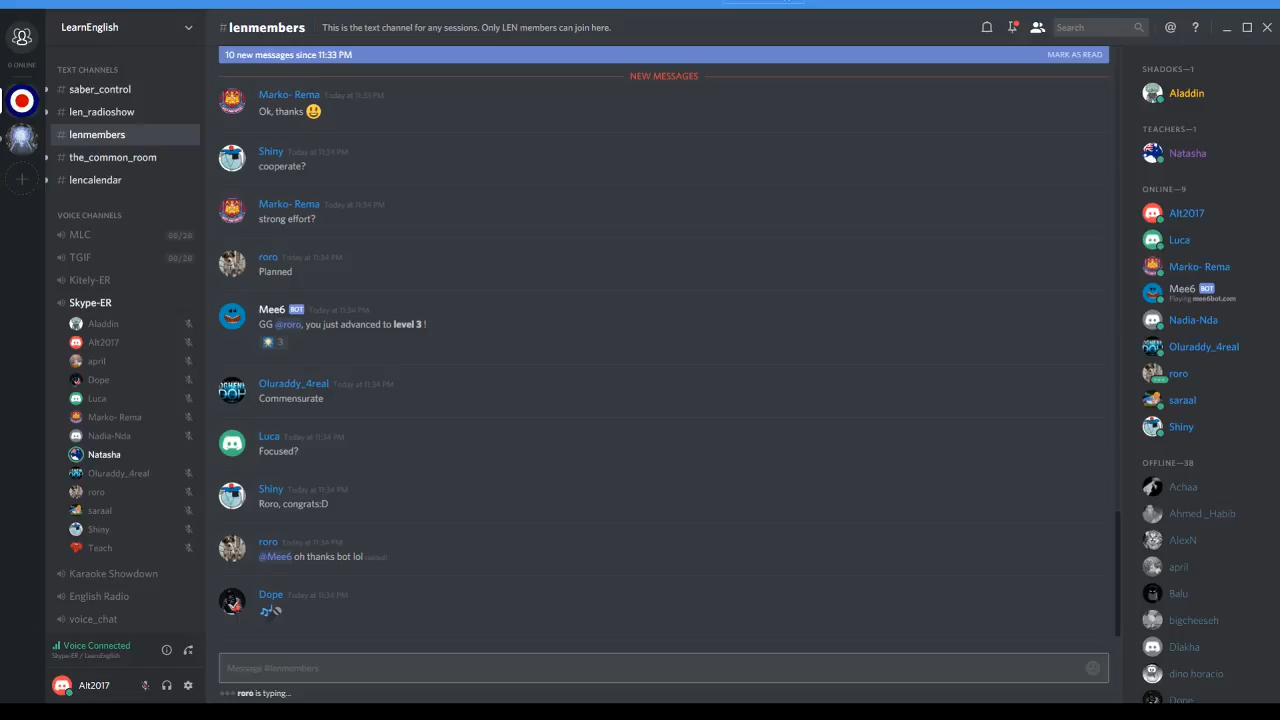 0 ONLINE
LearnEnglish
TEXT CHANNELS
# saber_control
# len_radioshow
# lenmembers
# the_common_room
# lencalendar
VOICE CHANNELS
MLC 00/20
TGIF 00/20
Kitely-ER
Skype-ER
Aladdin
Alt2017
april
Dope
Luca
Marko- Rema
Nadia-Nda
Natasha
Oluraddy_4real
roro
saraal
Shiny
Teach
Karaoke Showdown
English Radio
voice_chat
Voice Connected
Skype-ER / LearnEnglish
Alt2017
#lenmembers
This is the text channel for any sessions. Only LEN members can join here.
Search
10 new messages since 11:33 PM
MARK AS READ
NEW MESSAGES
Marko- Rema Today at 11:33 PM
Ok, thanks
Shiny Today at 11:34 PM
cooperate?
Marko- Rema Today at 11:34 PM
strong effort?
roro Today at 11:34 PM
Planned
Mee6 BOT Today at 11:34 PM
GG @roro, you just advanced to level 3 !
3
Oluraddy_4real Today at 11:34 PM
Commensurate
Luca Today at 11:34 PM
Focused?
Shiny Today at 11:34 PM
Roro, congrats:D
roro Today at 11:34 PM
@Mee6 oh thanks bot lol (edited)
Dope Today at 11:34 PM
Message #lenmembers
roro is typing...
SHADOKS—1
Aladdin
TEACHERS—1
Natasha
ONLINE—9
Alt2017
Luca
Marko- Rema
Mee6 BOT
Playing mee6bot.com
Nadia-Nda
Oluraddy_4real
roro
saraal
Shiny
OFFLINE—38
Achaa
Ahmed _Habib
AlexN
april
Balu
bigcheeseh
Diakha
dino horacio
Dope